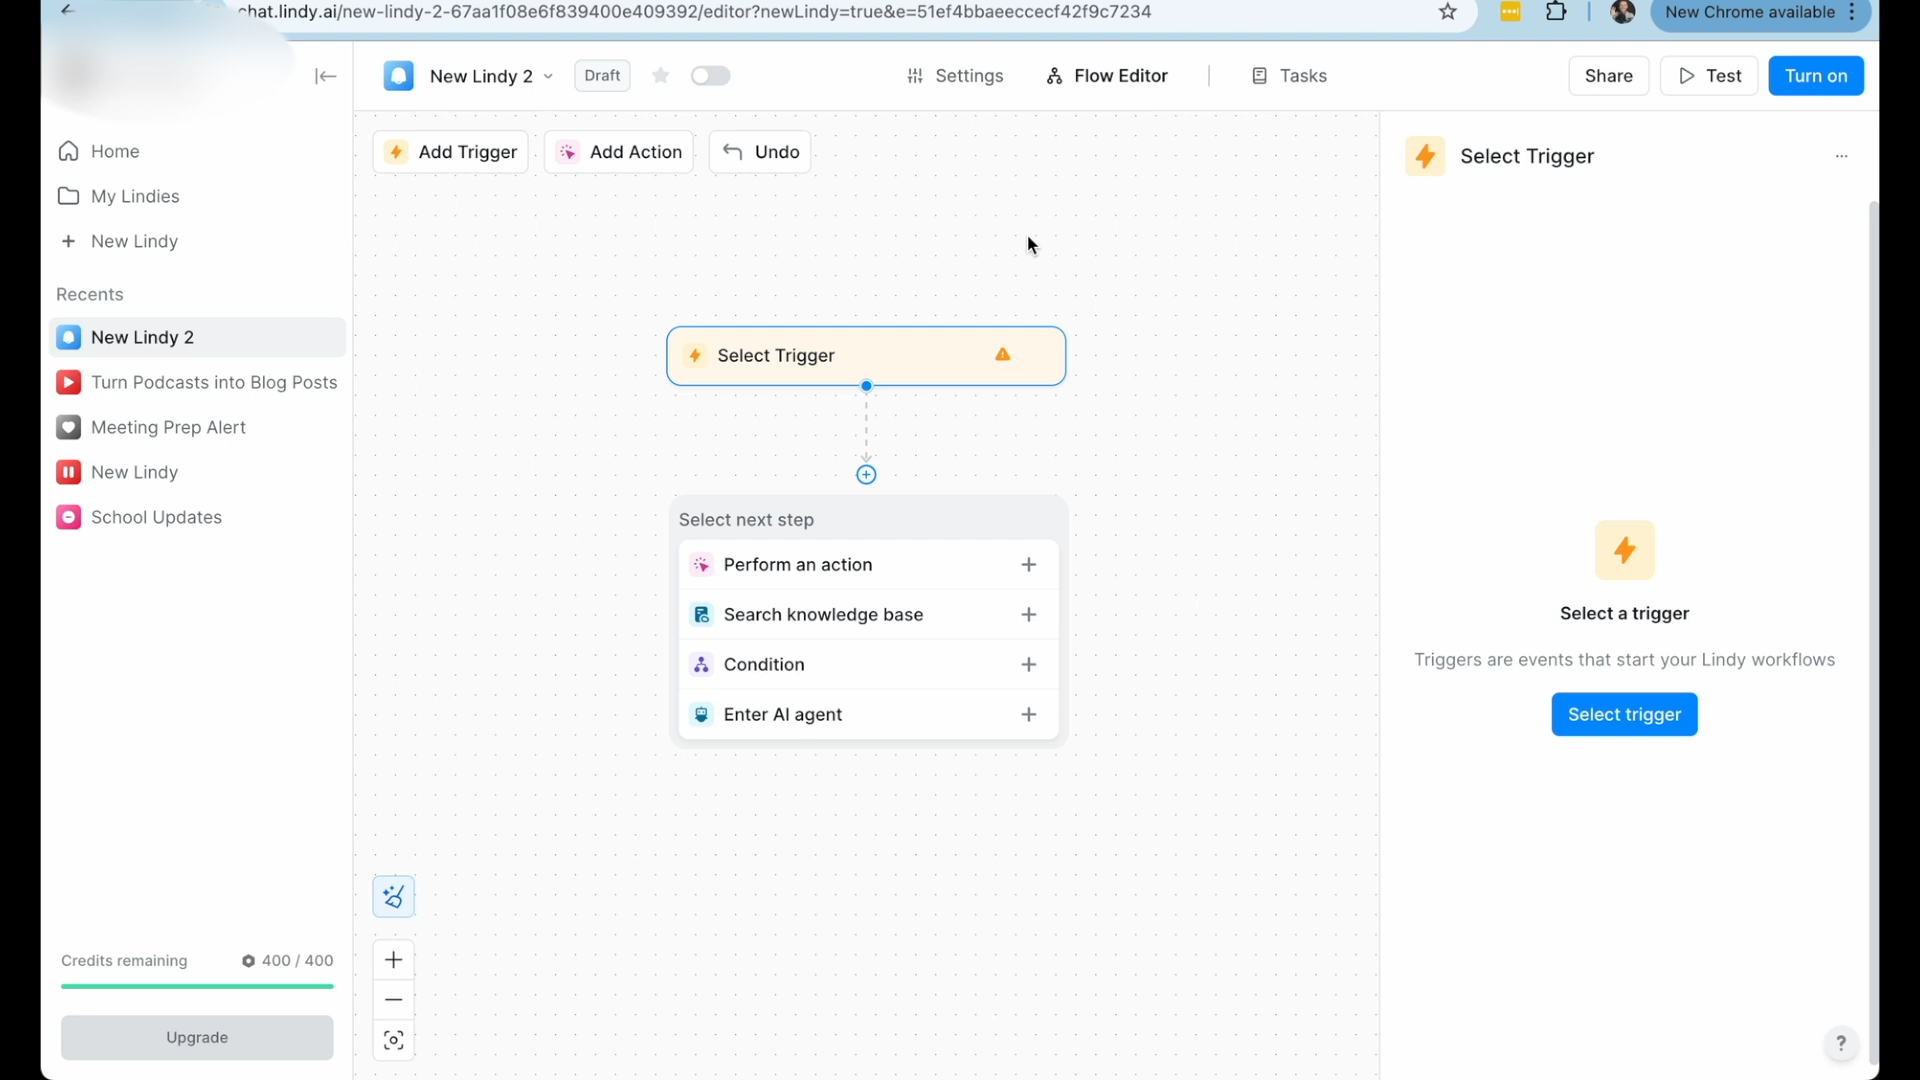 chat.lindy.ai/new-lindy-2-67aa1f08e6f839400e409392/editor?newLindy=true&e=51ef4bbaeeccecf42f9c7234
New Chrome available
New Lindy 2
Draft
Settings
Flow Editor
Tasks
Share
Test
Turn on
Home
My Lindies
New Lindy
Recents
New Lindy 2
Turn Podcasts into Blog Posts
Meeting Prep Alert
New Lindy
School Updates
Credits remaining
400 / 400
Upgrade
Add Trigger
Add Action
Undo
Select Trigger
Select next step
Perform an action
Search knowledge base
Condition
Enter AI agent
Select Trigger
Select a trigger
Triggers are events that start your Lindy workflows
Select trigger
?